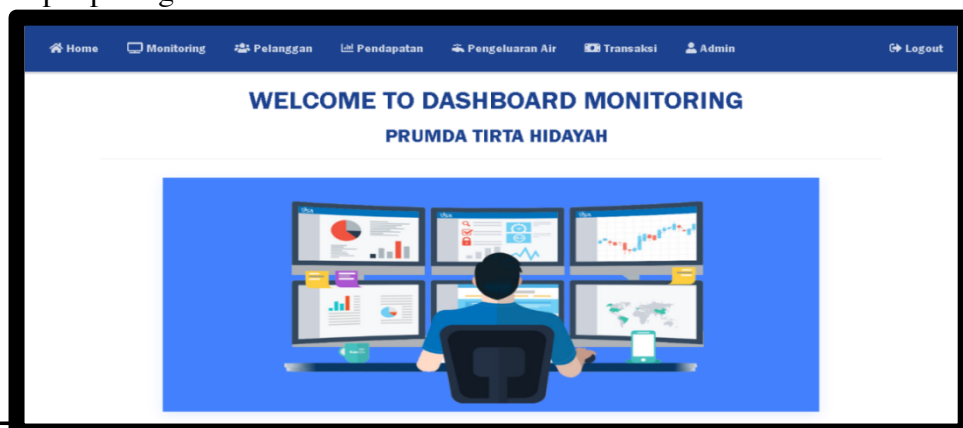 Home Monitoring Pelanggan Pendapatan Pengeluaran Air Transaksi Admin Logout
WELCOME TO DASHBOARD MONITORING
PRUMDA TIRTA HIDAYAH